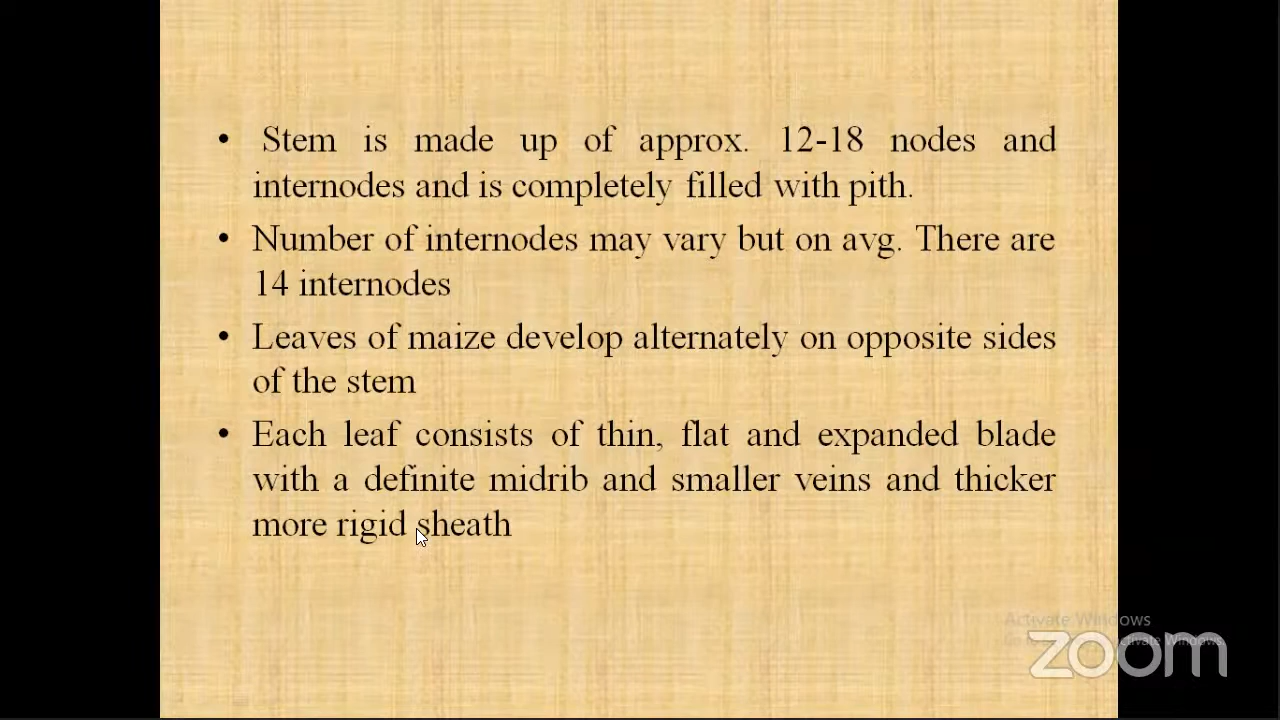 • Stem is made up of approx. 12-18 nodes and
internodes and is completely filled with pith.
• Number of internodes may vary but on avg. There are
14 internodes
• Leaves of maize develop alternately on opposite sides
of the stem
• Each leaf consists of thin, flat and expanded blade
with a definite midrib and smaller veins and thicker
more rigid sheath
Activate Windows
zoom